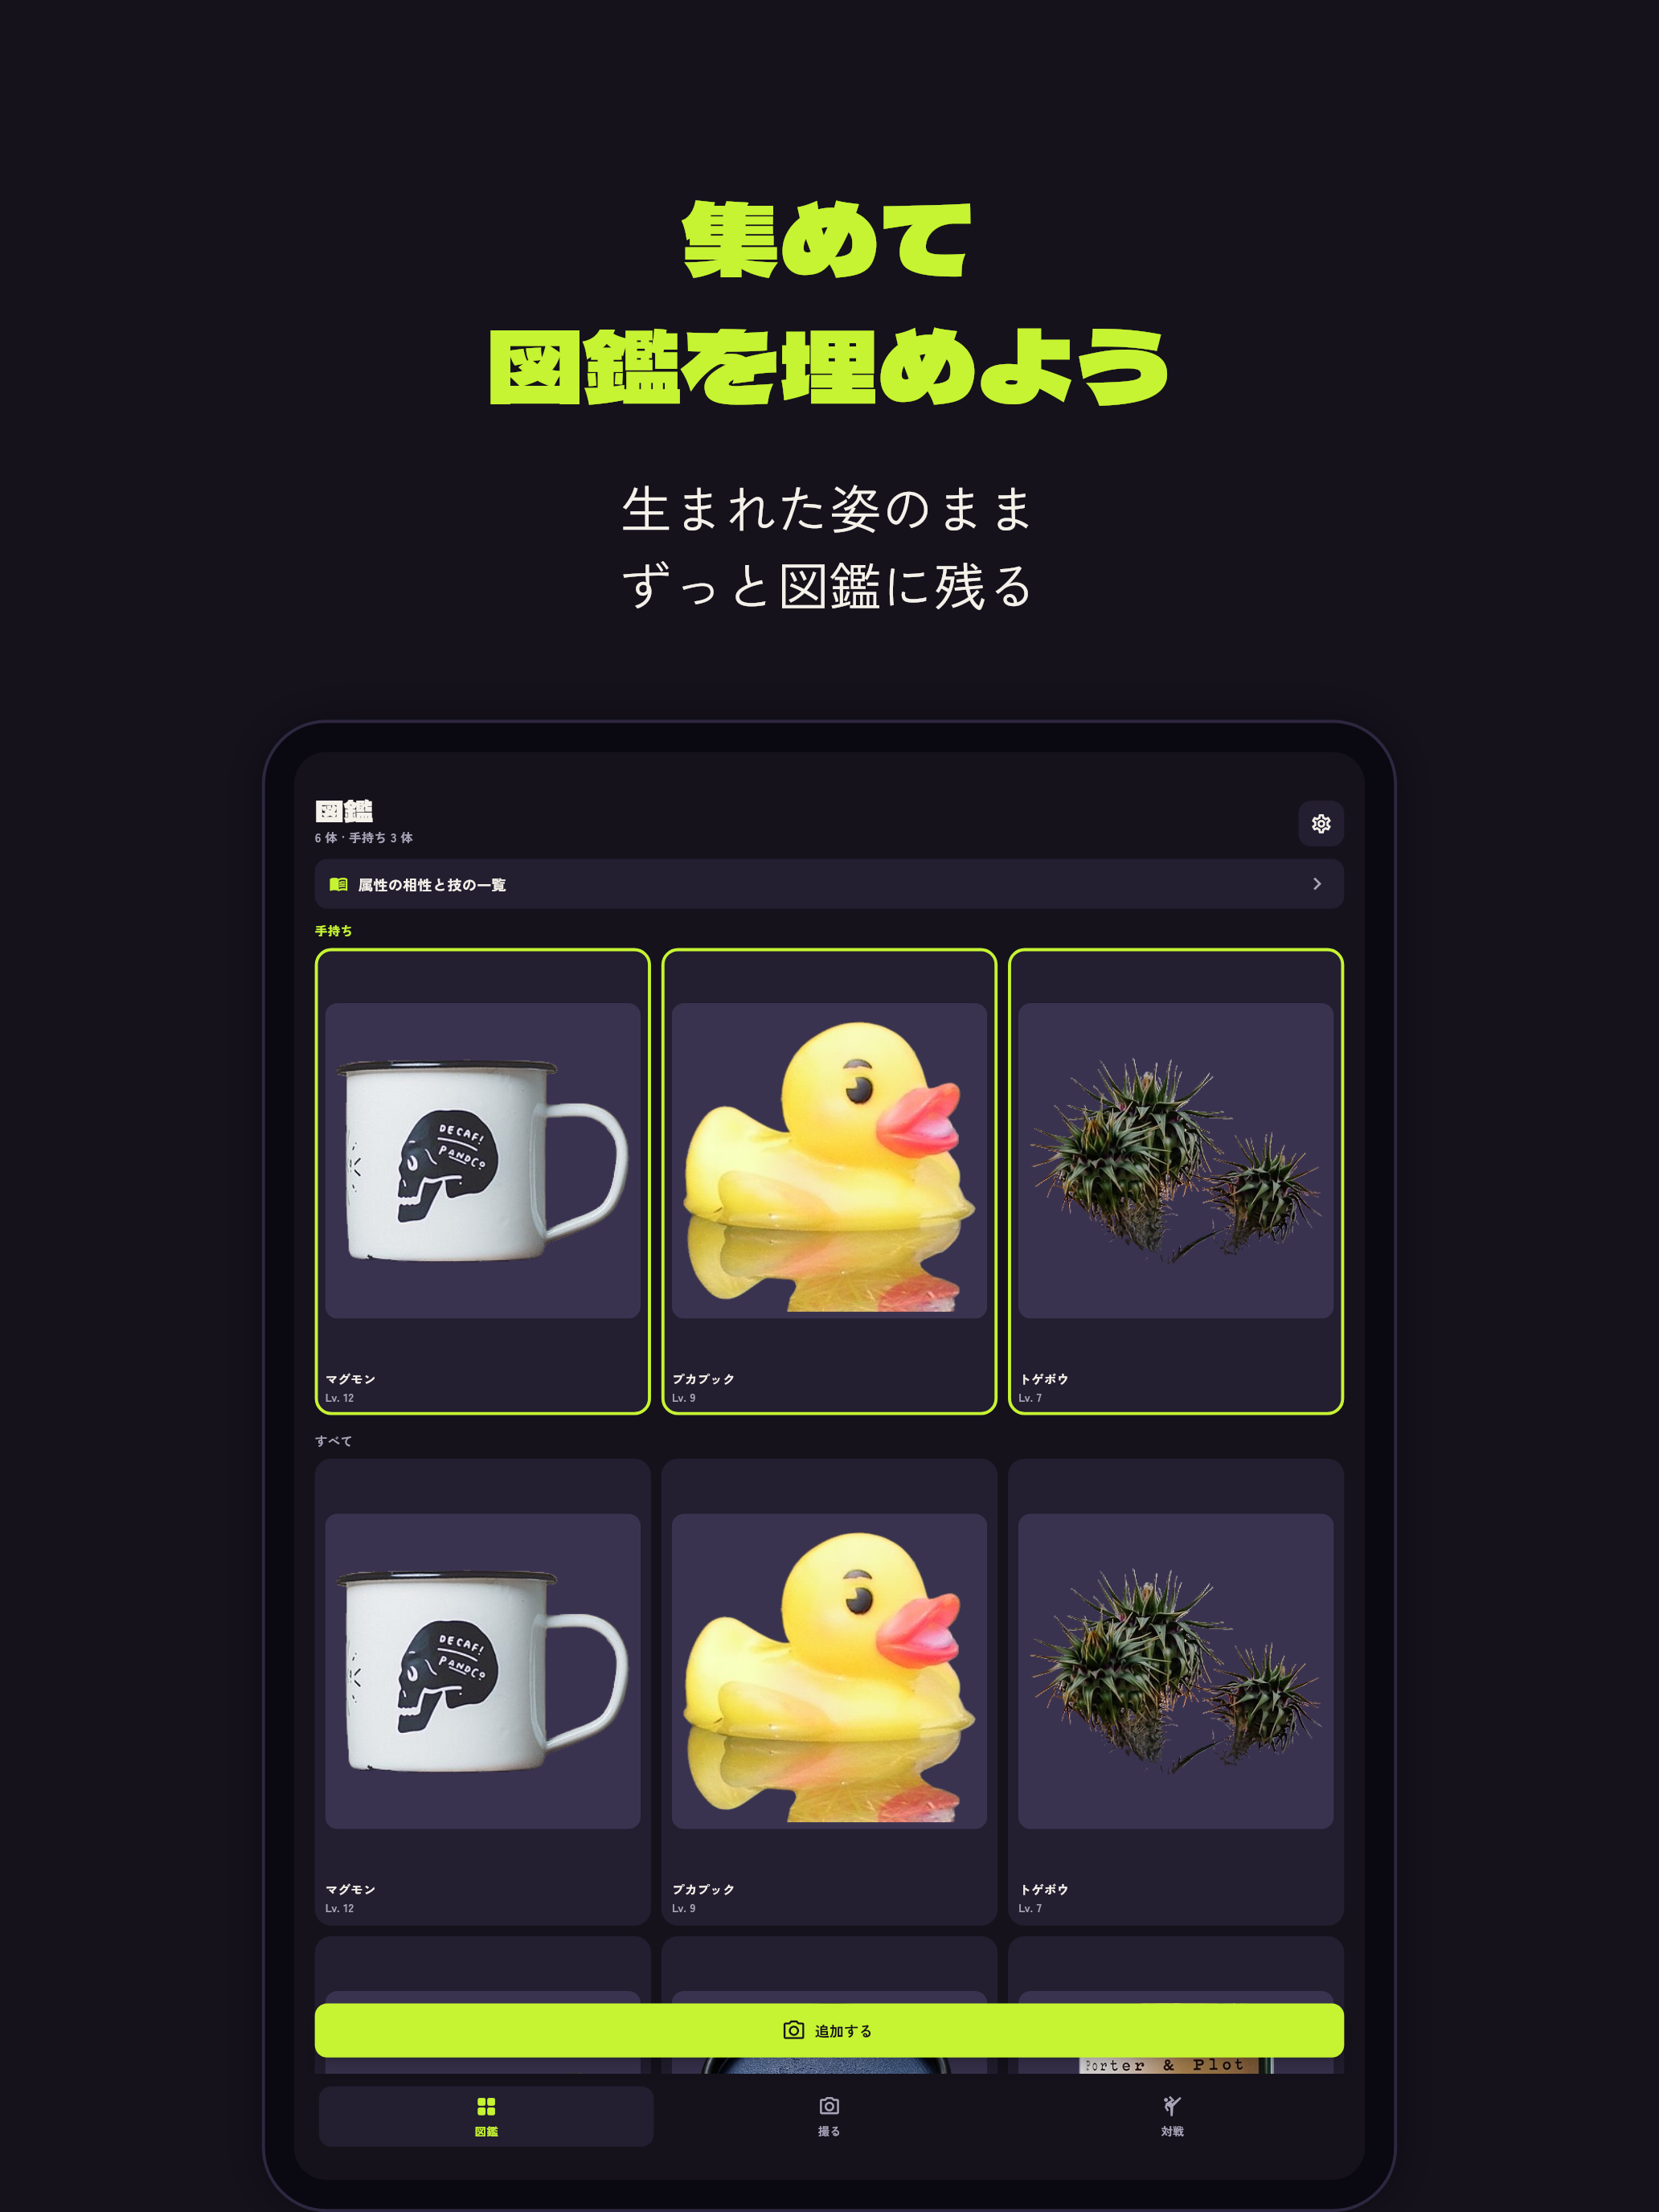 集めて
図鑑を埋めよう
生まれた姿のまま
ずっと図鑑に残る
図鑑
6 体 · 手持ち 3 体
属性の相性と技の一覧
手持ち
DECAF!
PANDCO
マグモン
Lv. 12
プカプック
Lv. 9
トゲボウ
Lv. 7
すべて
DECAF!
PANDCO
マグモン
Lv. 12
プカプック
Lv. 9
トゲボウ
Lv. 7
追加する
Porter & Plot
図鑑
撮る
対戦